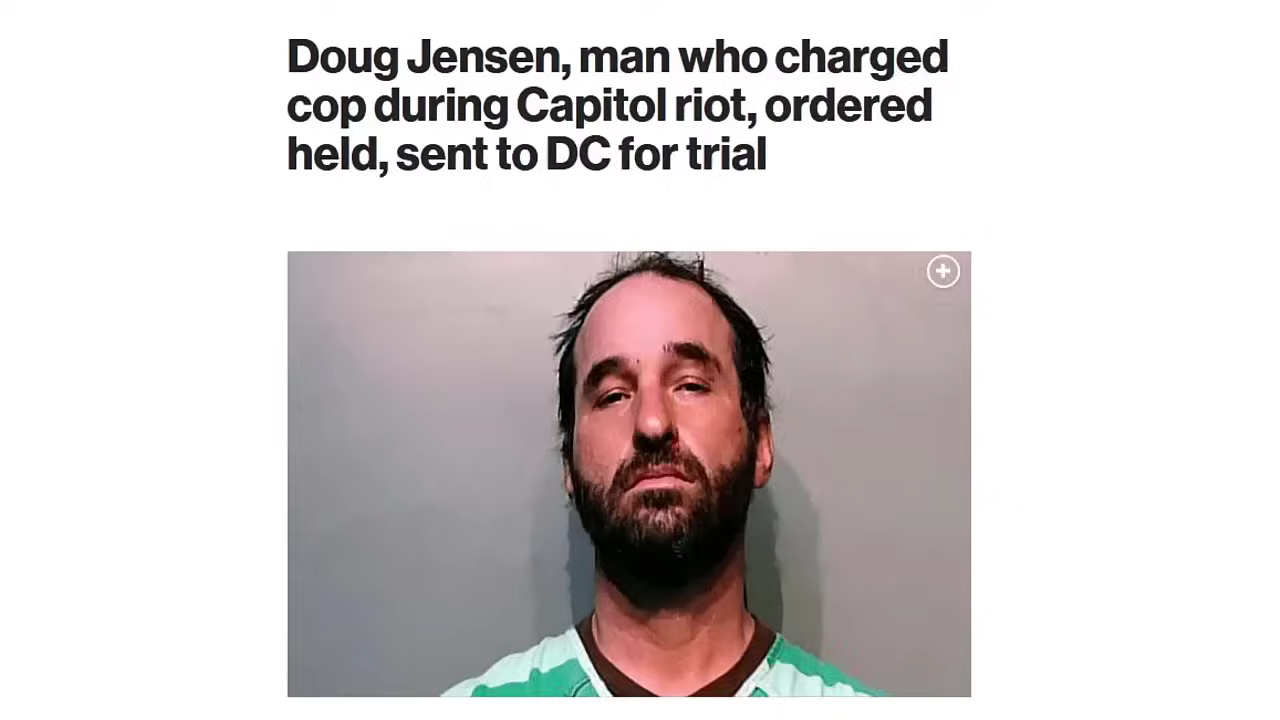 Doug Jensen, man who charged
cop during Capitol riot, ordered
held, sent to DC for trial